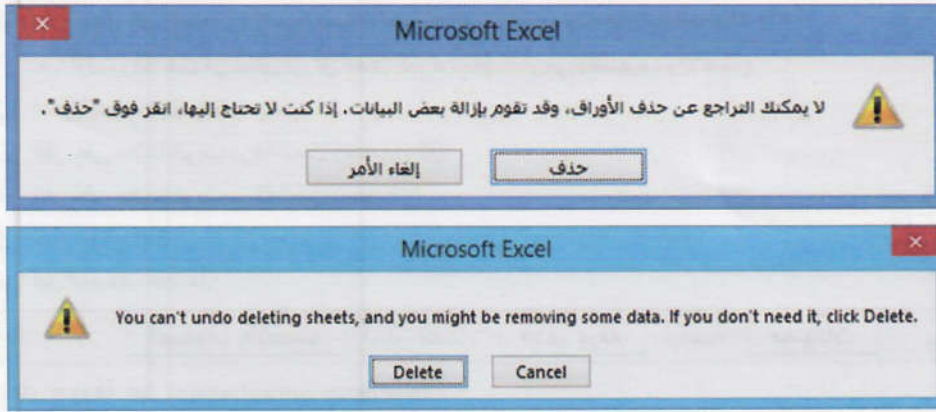 Microsoft Excel
لا يمكنك التراجع عن حذف الأوراق، وقد تقوم بإزالة بعض البيانات. إذا كنت لا تحتاج إليها، انقر فوق "حذف".
حذف إلغاء الأمر
Microsoft Excel
You can't undo deleting sheets, and you might be removing some data. If you don't need it, click Delete.
Delete Cancel